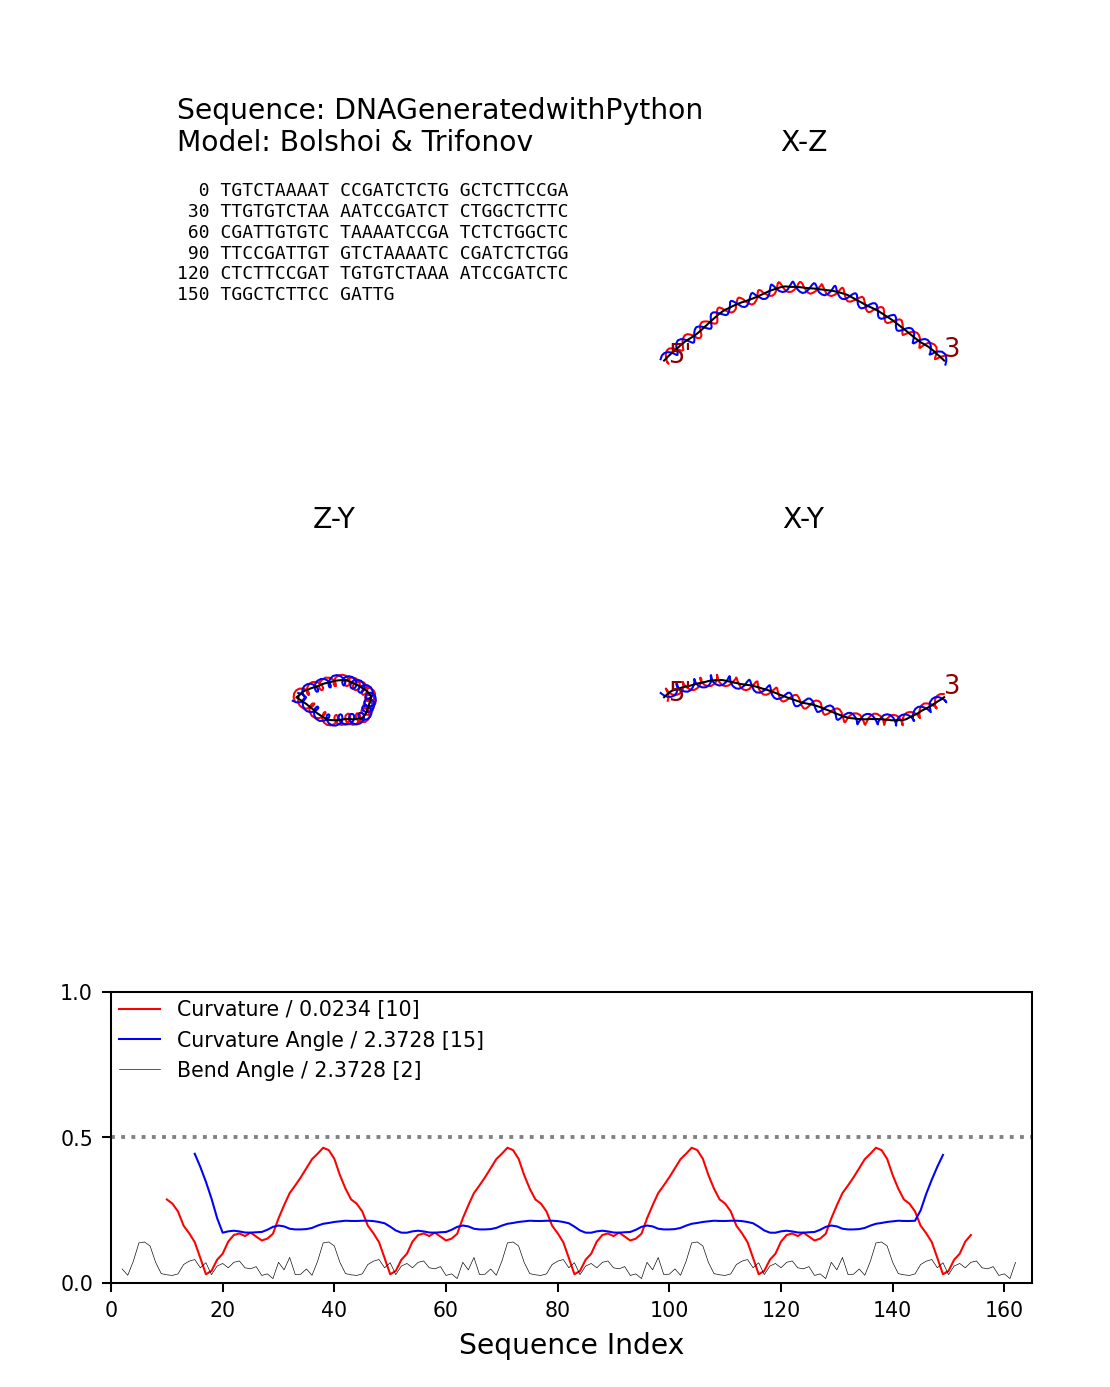 Sequence: DNAGeneratedwithPython
Model: Bolshoi & Trifonov
X-Z
0 TGTCTAAAAT CCGATCTCTG GCTCTTCCGA
30 TTGTGTCTAA AATCCGATCT CTGGCTCTTC
60 CGATTGTGTC TAAAATCCGA TCTCTGGCTC
90 TTCCGATTGT GTCTAAAATC CGATCTCTGG
120 CTCTTCCGAT TGTGTCTAAA ATCCGATCTC
150 TGGCTCTTCC GATTG
5' 3
Z-Y
X-Y
5' 3
1.0
Curvature / 0.0234 [10]
Curvature Angle / 2.3728 [15]
Bend Angle / 2.3728 [2]
0.5
0.0
0 20 40 60 80 100 120 140 160
Sequence Index